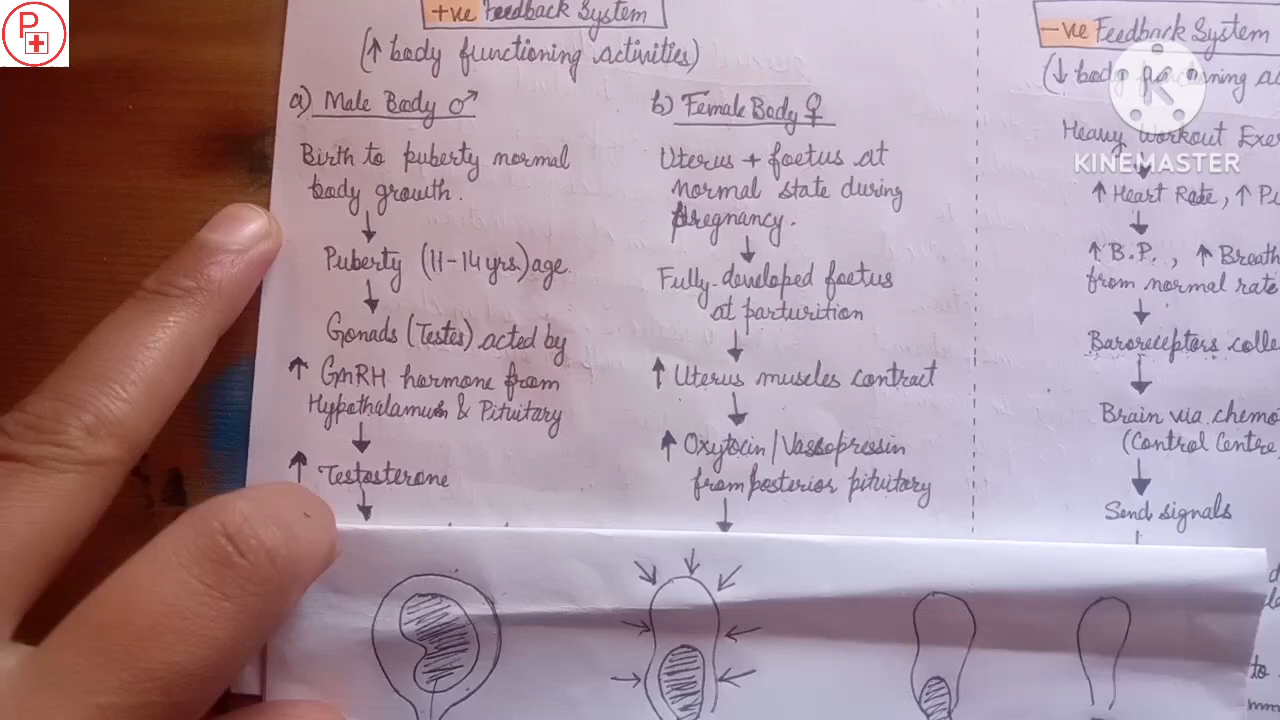 P
+ve Feedback System
(↑ body functioning activities)
a) Male Body ♂
Birth to puberty normal
body growth.
↓
Puberty (11-14 yrs.) age.
↓
Gonads (Testes) acted by
↑ GnRH hormone from
Hypothalamus & Pituitary
↓
↑ Testosterone
↓
b) Female Body ♀
Uterus + foetus at
normal state during
pregnancy.
↓
Fully-developed foetus
at parturition
↓
↑ Uterus muscles contract
↓
↑ Oxytocin/Vassopressin
from posterior pituitary
↓
-ve Feedback System
(↓ body
Heavy Workout Exer
↓
↑ Heart Rate, ↑
↓
↑ B.P., ↑ Breath
from normal rate
↓
Baroreceptors colle
↓
Brain via chemo
(Control Centre
↓
Send signals
to
K
KINEMASTER